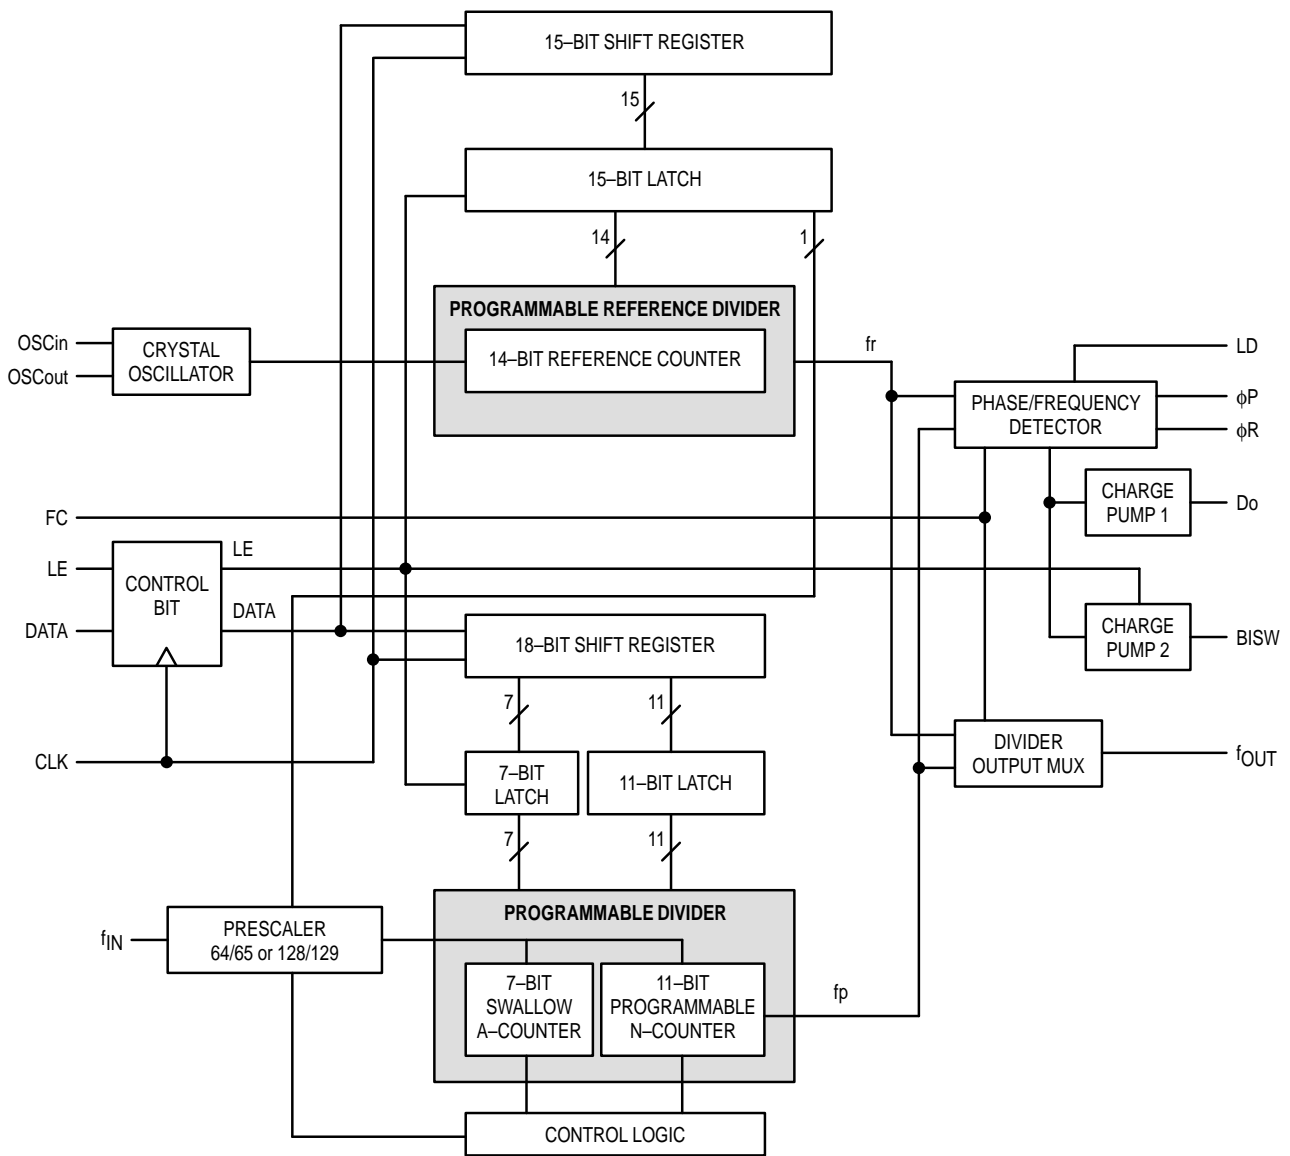 15–BIT SHIFT REGISTER
15
15–BIT LATCH
14
1
PROGRAMMABLE REFERENCE DIVIDER
14–BIT REFERENCE COUNTER
OSCin
OSCout
CRYSTAL
OSCILLATOR
fr
LD
PHASE/FREQUENCY
DETECTOR
ϕP
ϕR
CHARGE
PUMP 1
Do
FC
LE
LE
CONTROL
BIT
DATA
DATA
18–BIT SHIFT REGISTER
CHARGE
PUMP 2
BISW
7
11
CLK
7–BIT
LATCH
11–BIT LATCH
DIVIDER
OUTPUT MUX
fOUT
7
11
PROGRAMMABLE DIVIDER
fIN
PRESCALER
64/65 or 128/129
7–BIT
SWALLOW
A–COUNTER
11–BIT
PROGRAMMABLE
N–COUNTER
fp
CONTROL LOGIC